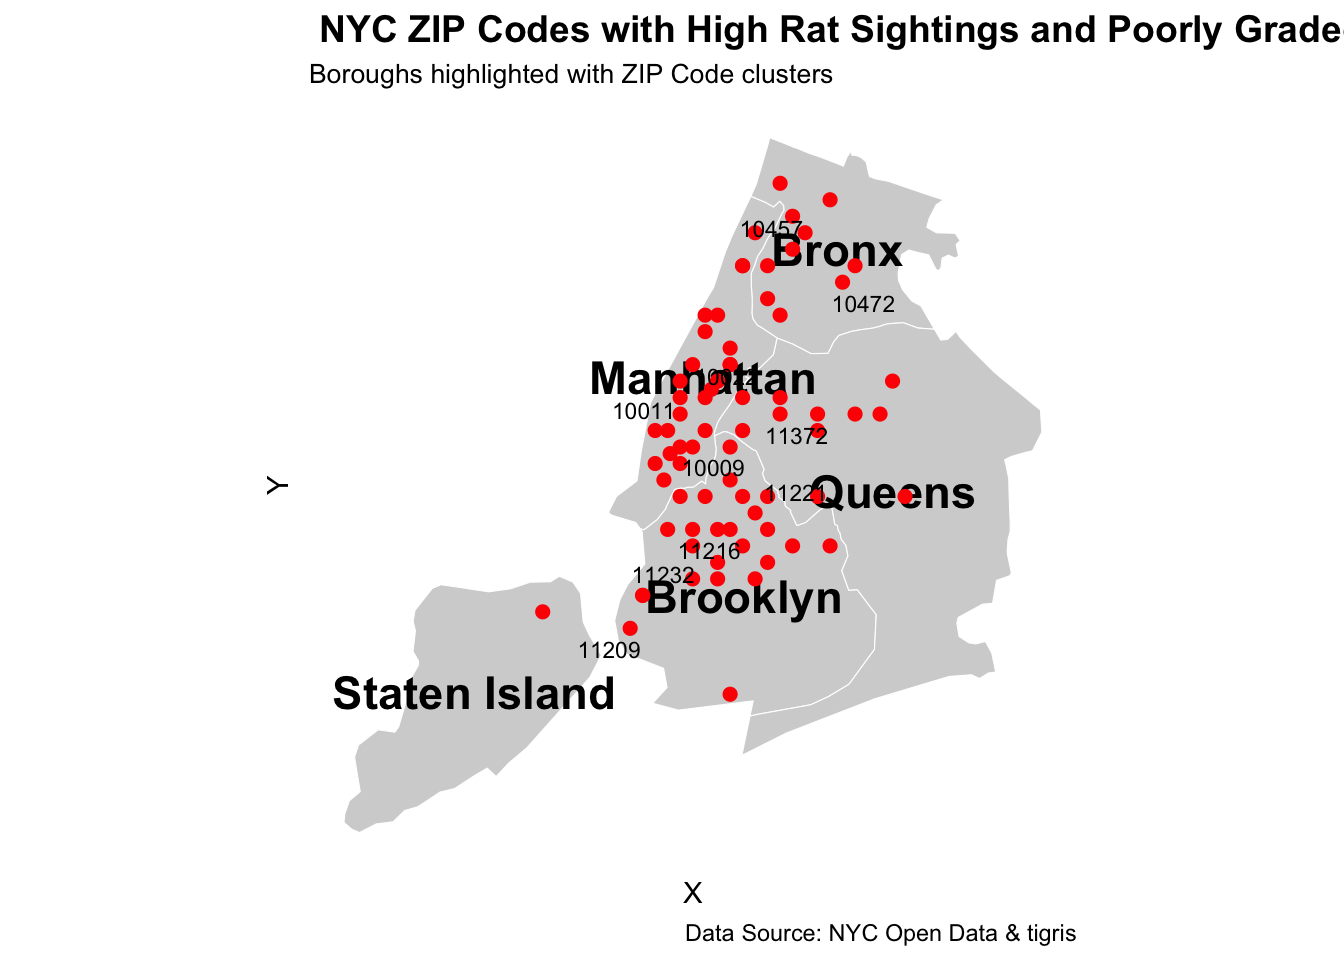 NYC ZIP Codes with High Rat Sightings and Poorly Grade
Boroughs highlighted with ZIP Code clusters
10457
Bronx
10472
Manhattan
10022
10011
11372
10009
11221
Queens
11216
11232
Brooklyn
11209
Staten Island
Y
X
Data Source: NYC Open Data & tigris